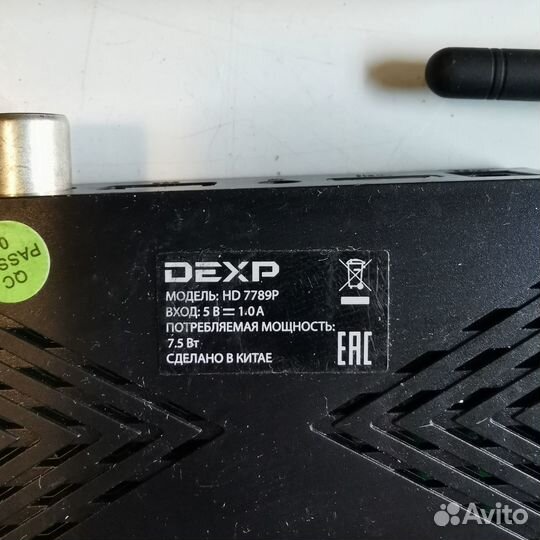 DEXP
МОДЕЛЬ: HD 7789P
ВХОД: 5 В ⎓ 1.0 А
ПОТРЕБЛЯЕМАЯ МОЩНОСТЬ:
7.5 Вт
СДЕЛАНО В КИТАЕ
EAC
QC
PASS
0
Avito